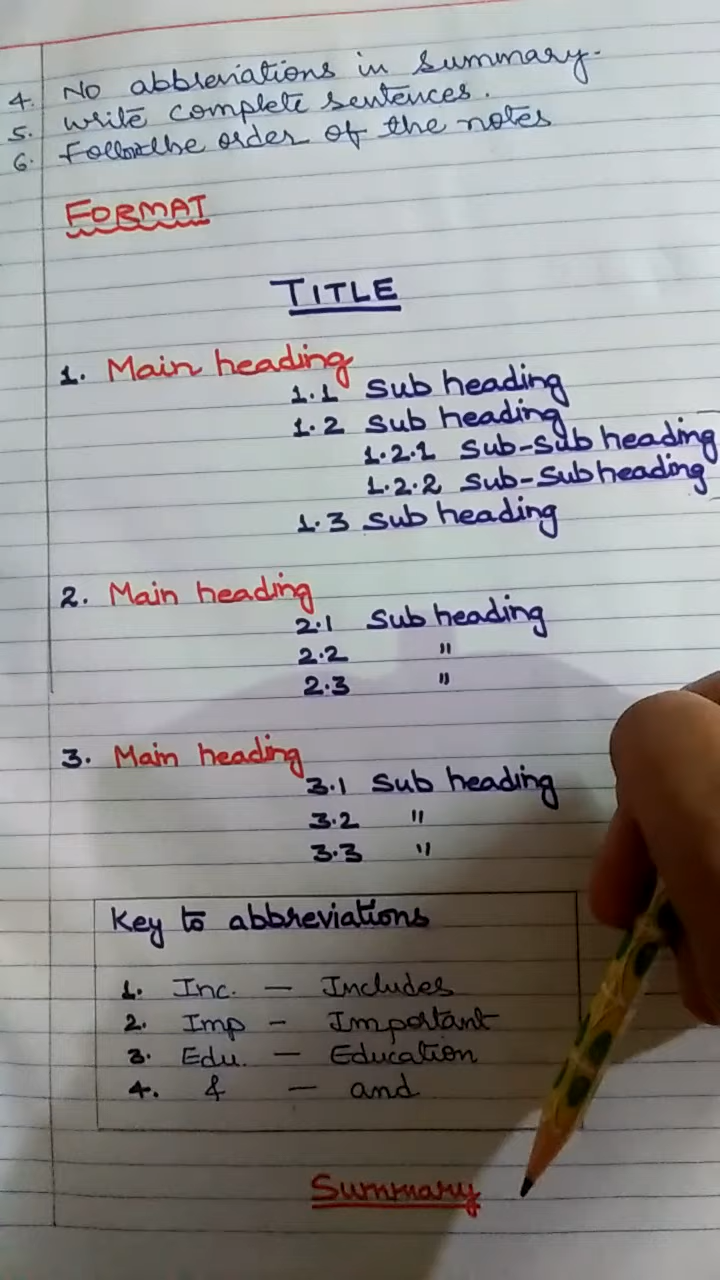 4. No abbreviations in summary.
5. Write complete sentences.
6. Follow the order of the notes
FORMAT
TITLE
1. Main heading
1.1 Sub heading
1.2 Sub heading
1.2.1 Sub-Sub heading
1.2.2 Sub-Sub heading
1.3 Sub heading
2. Main heading
2.1 Sub heading
2.2 "
2.3 "
3. Main heading
3.1 Sub heading
3.2 "
3.3 "
Key to abbreviations
1. Inc. - Includes
2. Imp - Important
3. Edu. - Education
4. & - and
Summary